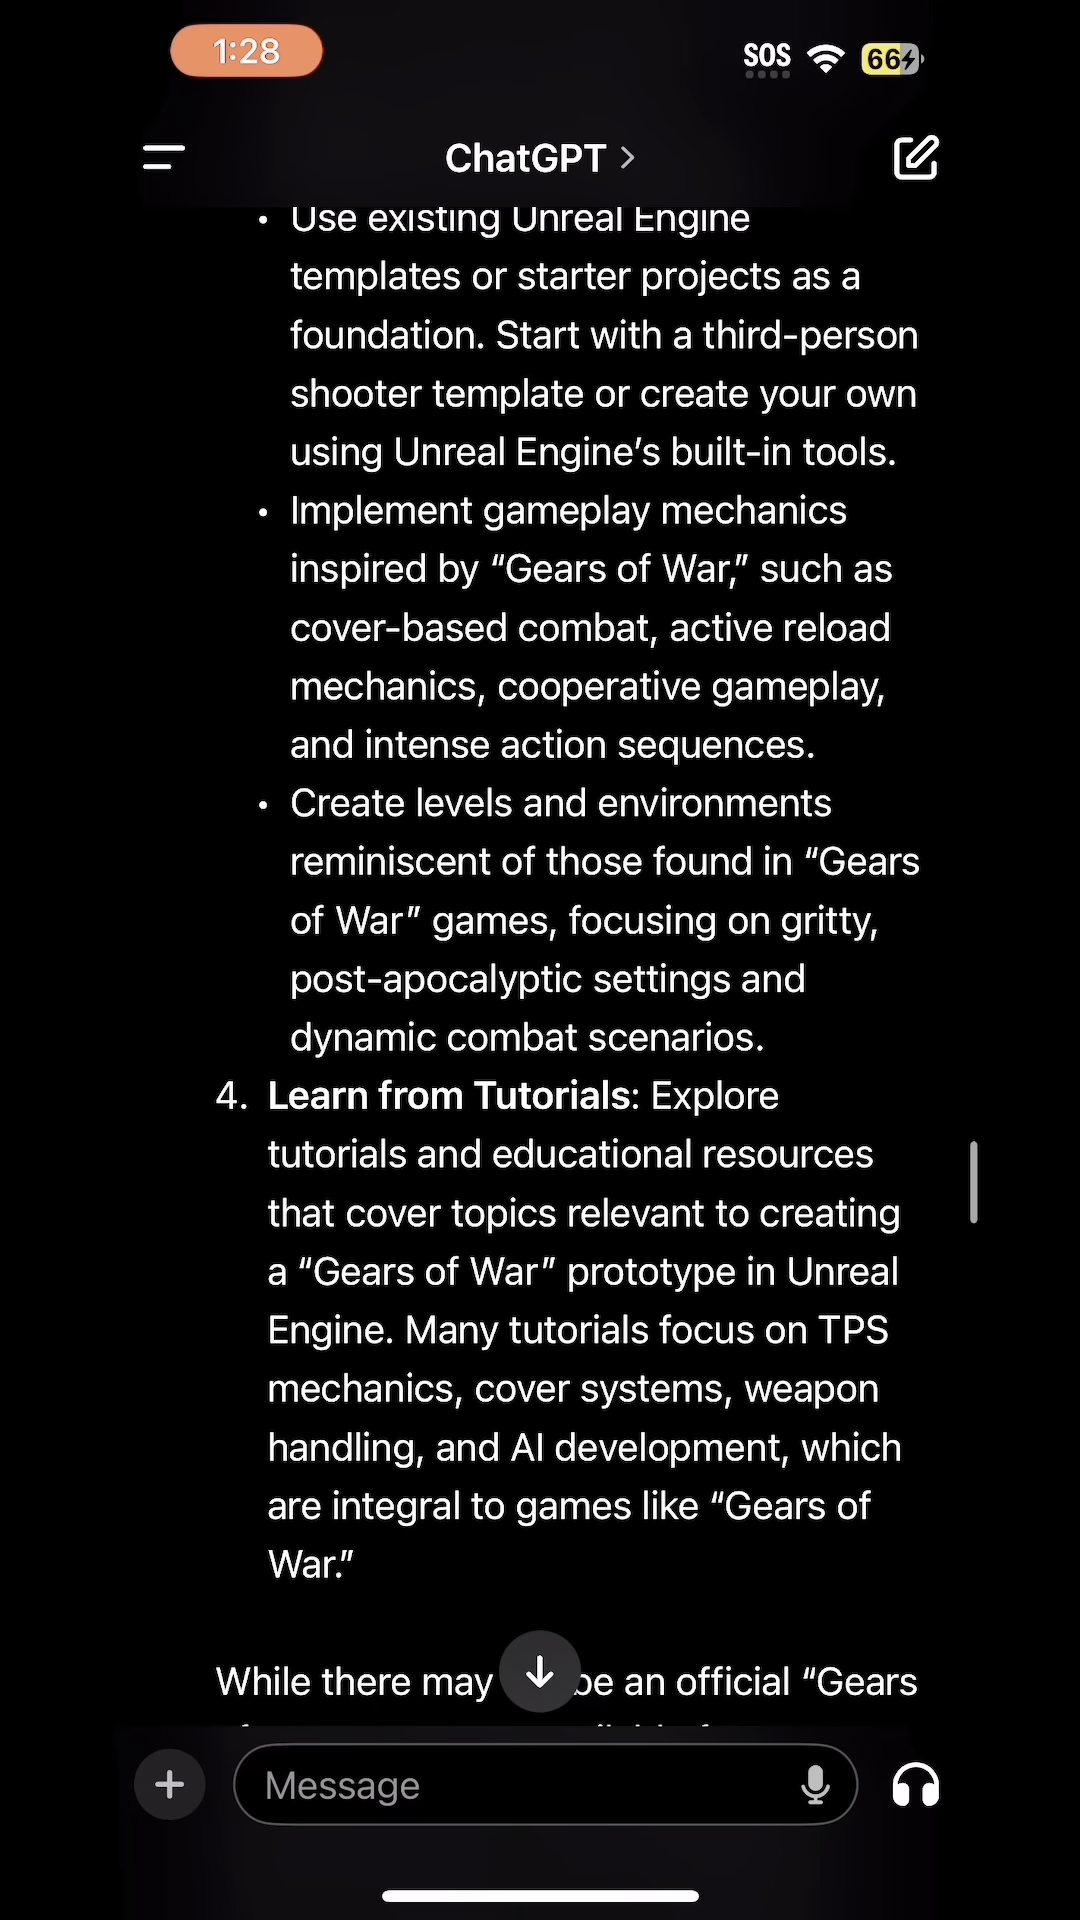 1:28
SOS
66
ChatGPT >
• Use existing Unreal Engine
templates or starter projects as a
foundation. Start with a third-person
shooter template or create your own
using Unreal Engine’s built-in tools.
• Implement gameplay mechanics
inspired by “Gears of War,” such as
cover-based combat, active reload
mechanics, cooperative gameplay,
and intense action sequences.
• Create levels and environments
reminiscent of those found in “Gears
of War” games, focusing on gritty,
post-apocalyptic settings and
dynamic combat scenarios.
4. Learn from Tutorials: Explore
tutorials and educational resources
that cover topics relevant to creating
a “Gears of War” prototype in Unreal
Engine. Many tutorials focus on TPS
mechanics, cover systems, weapon
handling, and AI development, which
are integral to games like “Gears of
War.”
While there may be an official “Gears
Message